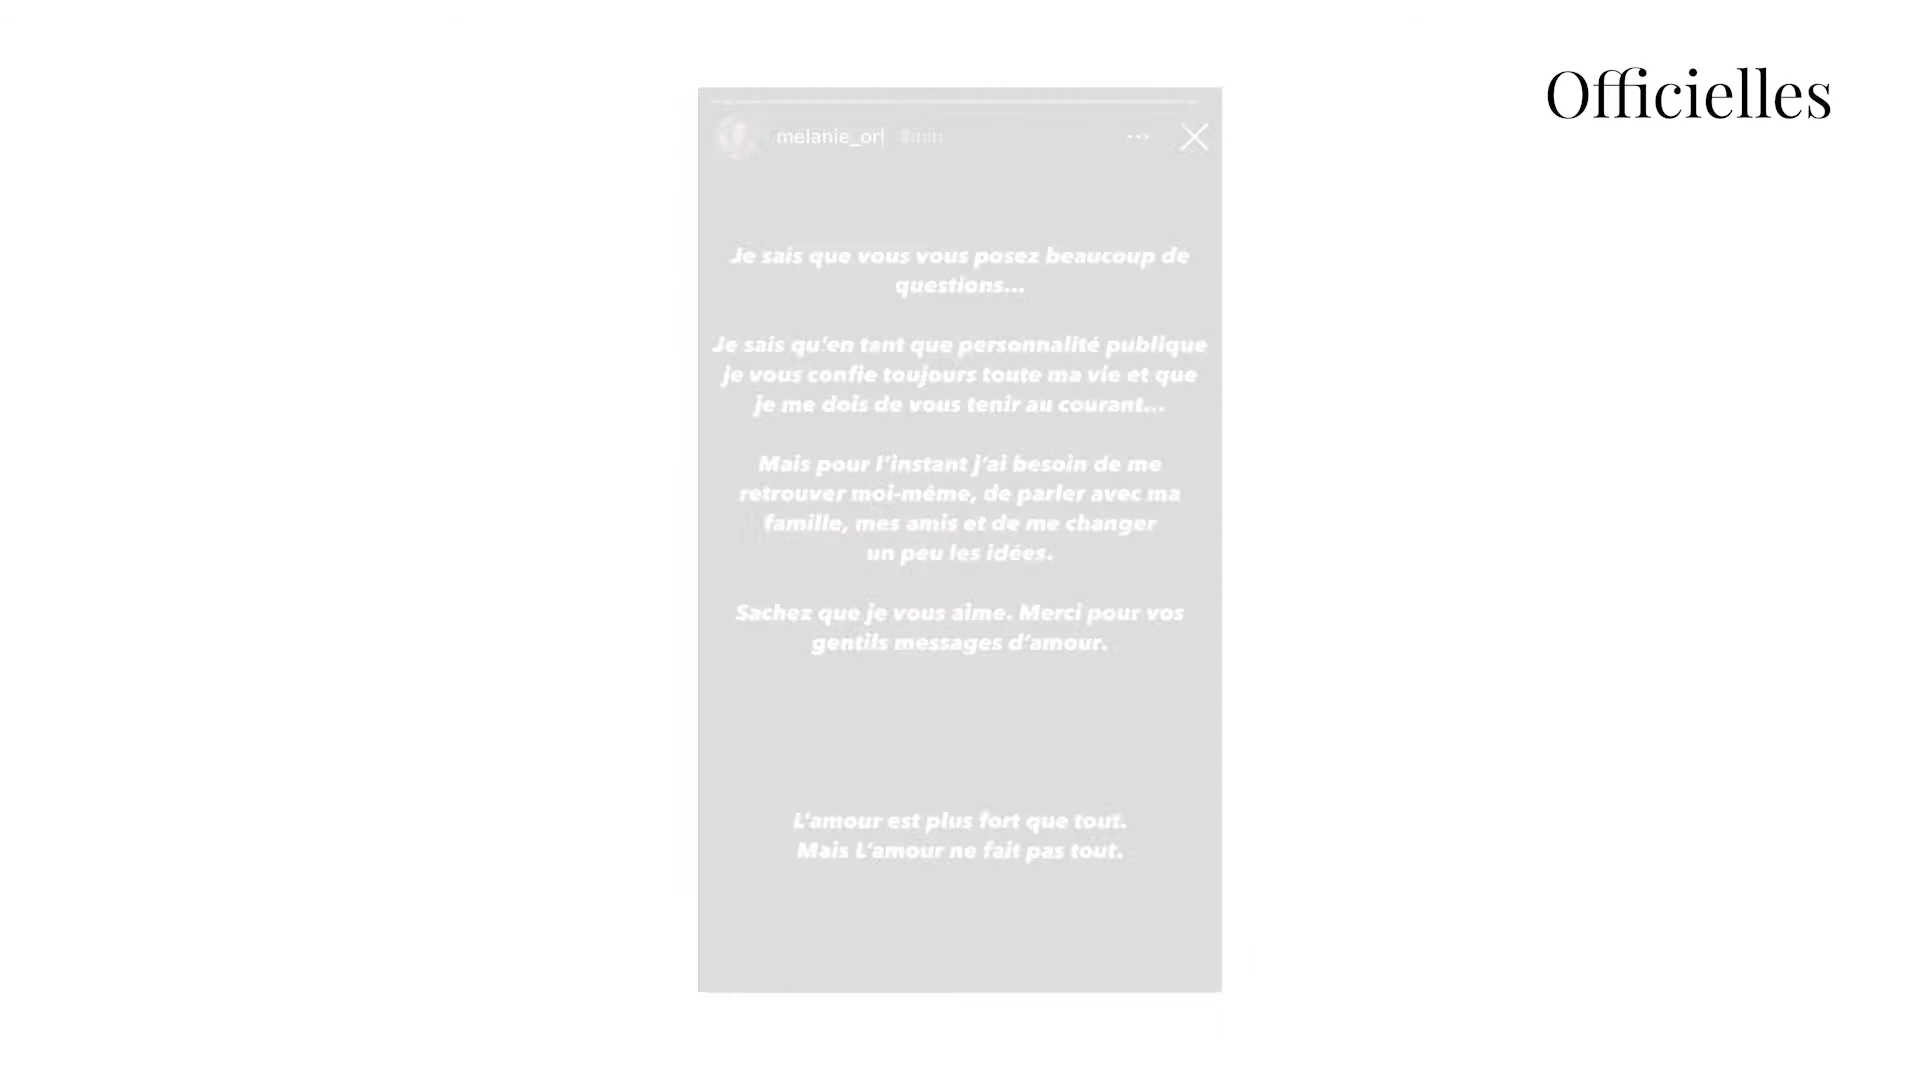 Officielles
melanie_orl
Je sais que vous vous posez beaucoup de
questions...
Je sais qu'en tant que personnalité publique
je vous confie toujours toute ma vie et que
je me dois de vous tenir au courant...
Mais pour l'instant j'ai besoin de me
retrouver moi-même, de parler avec ma
famille, mes amis et de me changer
un peu les idées.
Sachez que je vous aime. Merci pour vos
gentils messages d'amour.
L'amour est plus fort que tout.
Mais L'amour ne fait pas tout.